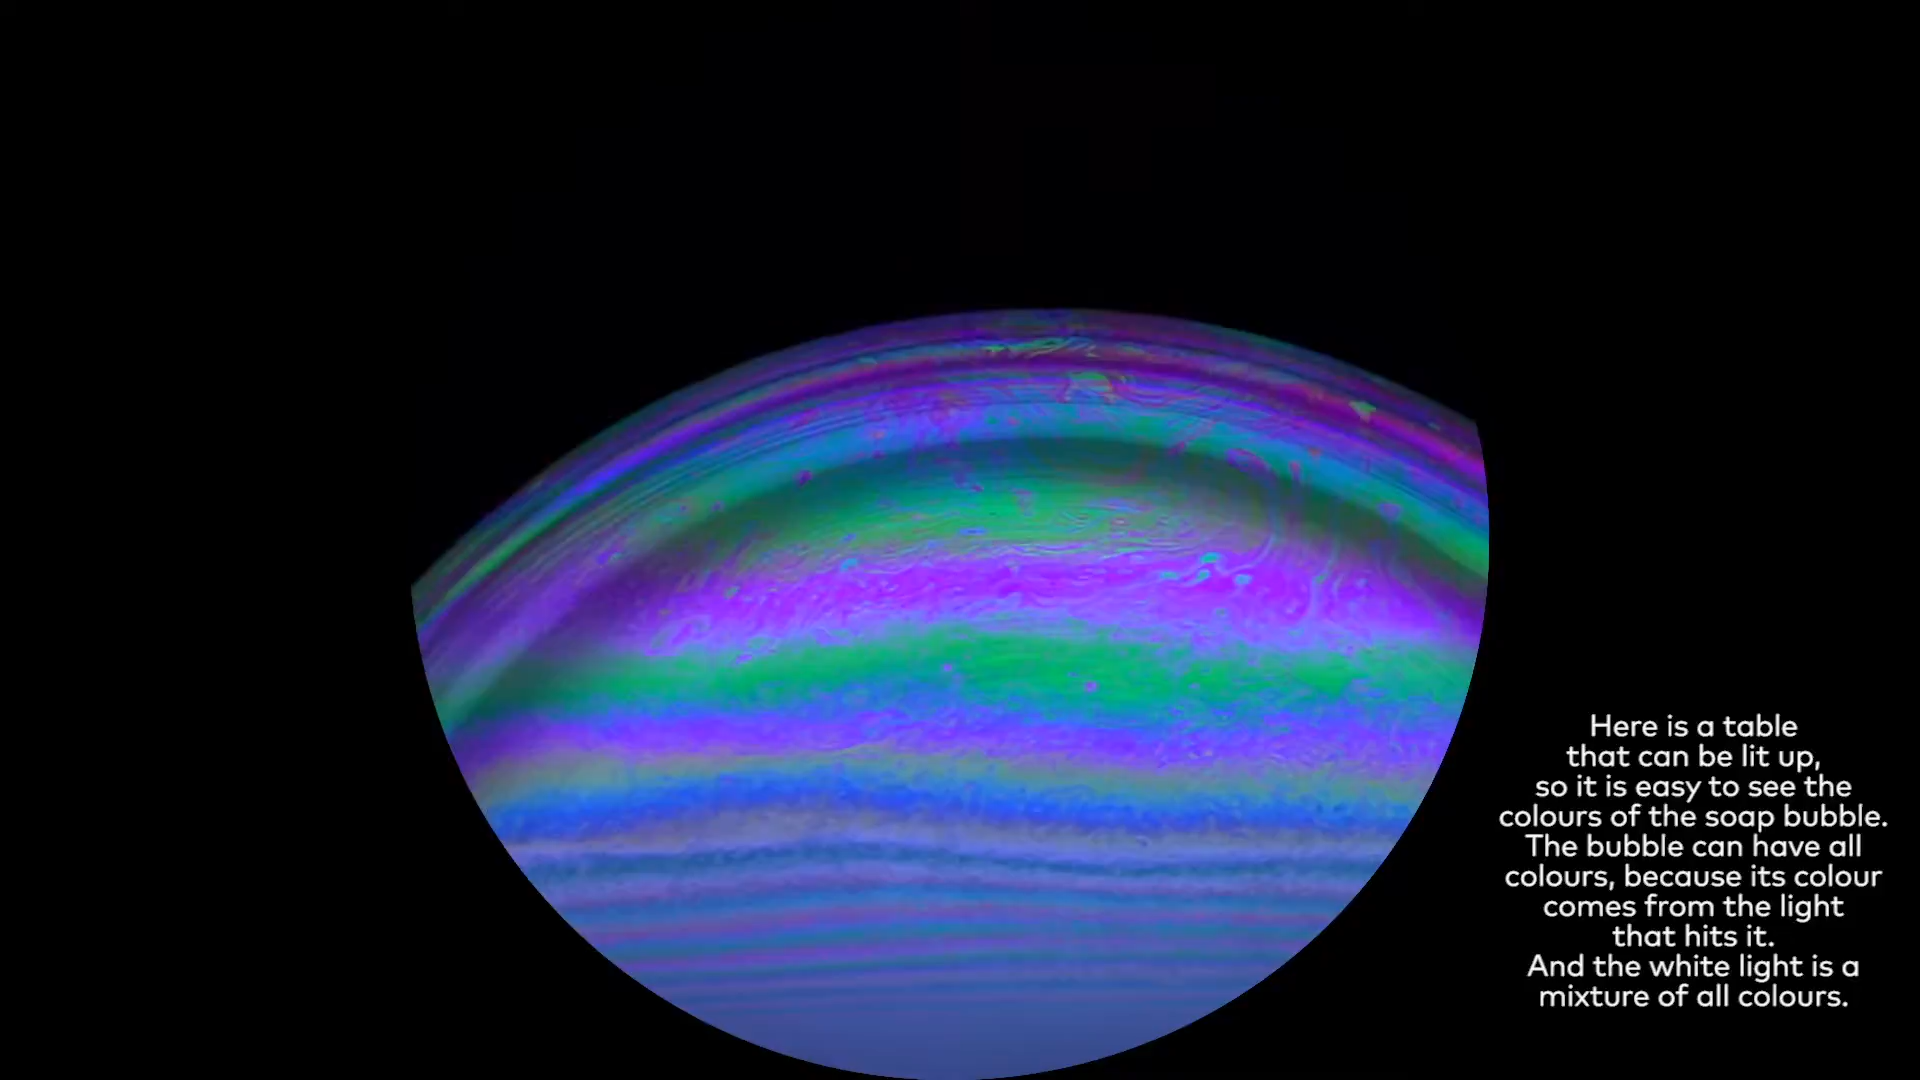 Here is a table
that can be lit up,
so it is easy to see the
colours of the soap bubble.
The bubble can have all
colours, because its colour
comes from the light
that hits it.
And the white light is a
mixture of all colours.